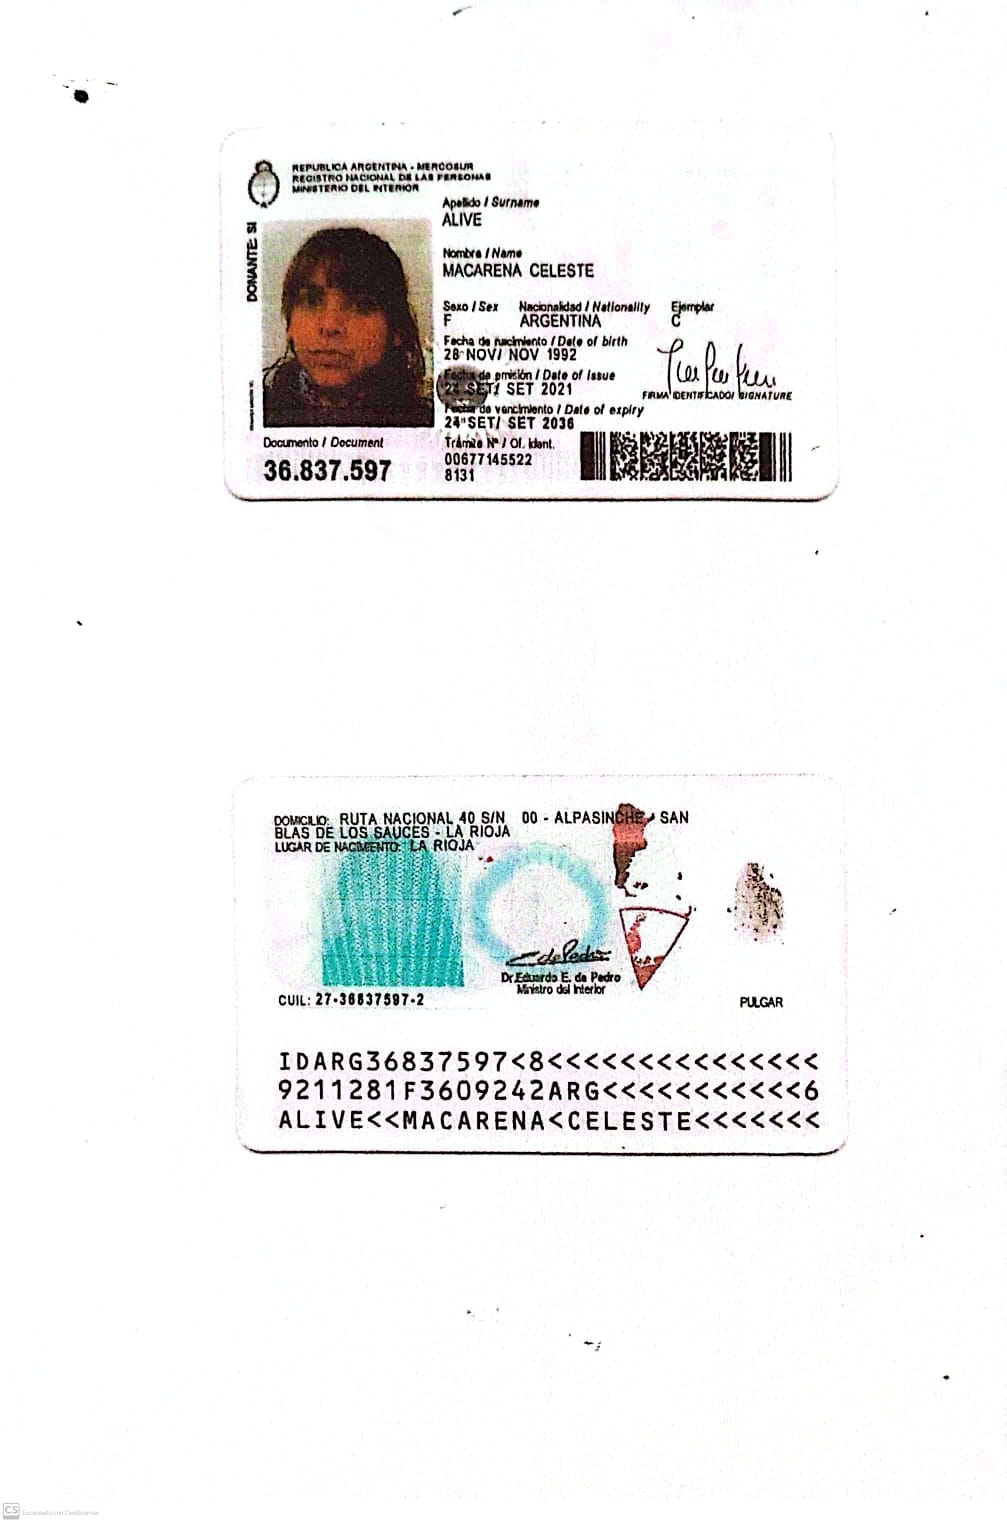 REPUBLICA ARGENTINA - MERCOSUR
REGISTRO NACIONAL DE LAS PERSONAS
MINISTERIO DEL INTERIOR
Apellido / Surname
ALIVE
DONANTE: SI
Nombre / Name
MACARENA CELESTE
Sexo / Sex Nacionalidad / Nationality Ejemplar
F ARGENTINA C
Fecha de nacimiento / Date of birth
28 NOV/ NOV 1992
Fecha de emisión / Date of issue
24 SET/ SET 2021
FIRMA IDENTIFICADO/ SIGNATURE
Fecha de vencimiento / Date of expiry
24 SET/ SET 2036
Documento / Document
36.837.597
Trámite Nº / Of. ident.
00677145522
8131
DOMICILIO: RUTA NACIONAL 40 S/N 00 - ALPASINCHE - SAN
BLAS DE LOS SAUCES - LA RIOJA
LUGAR DE NACIMIENTO: LA RIOJA
Dr. Eduardo E. de Pedro
Ministro del Interior
CUIL: 27-36837597-2
PULGAR
IDARG36837597<8<<<<<<<<<<<<<<<
9211281F3609242ARG<<<<<<<<<<<6
ALIVE<<MACARENA<CELESTE<<<<<<<
CS Escaneado con CamScanner